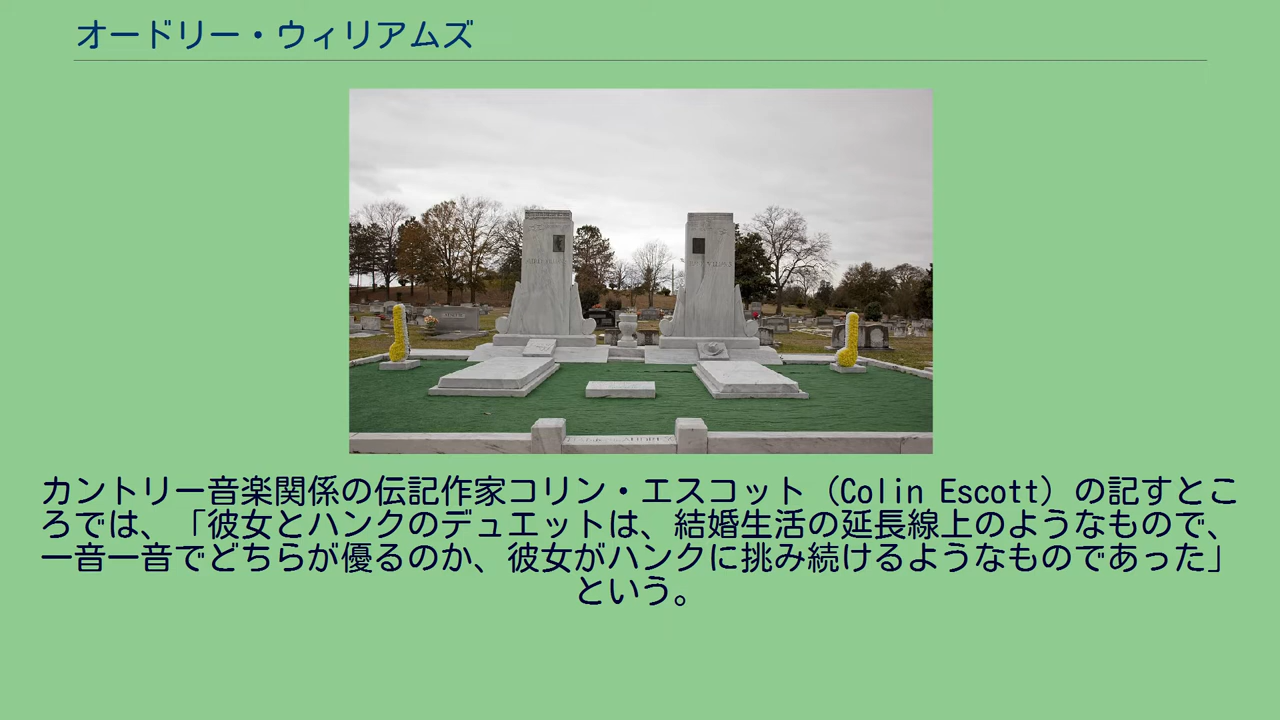 オードリー・ウィリアムズ
カントリー音楽関係の伝記作家コリン・エスコット（Colin Escott）の記すとこ
ろでは、「彼女とハンクのデュエットは、結婚生活の延長線上のようなもので、
一音一音でどちらが優るのか、彼女がハンクに挑み続けるようなものであった」
という。